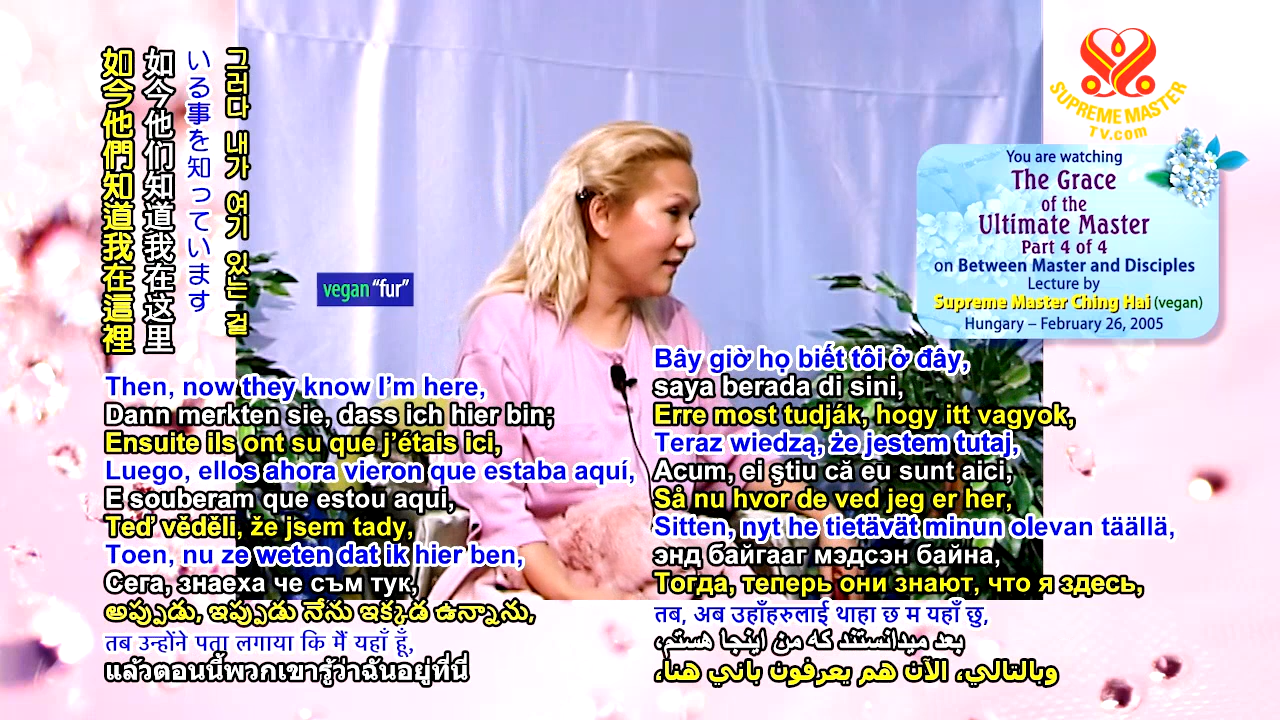 如今他們知道我在這裡
如今他们知道我在这里
いる事を知っています
그러다 내가 여기 있는 걸
SUPREME MASTER
TV.com
You are watching
The Grace
of the
Ultimate Master
Part 4 of 4
on Between Master and Disciples
Lecture by
Supreme Master Ching Hai (vegan)
Hungary – February 26, 2005
vegan "fur"
Then, now they know I'm here,
Dann merkten sie, dass ich hier bin;
Ensuite ils ont su que j'étais ici,
Luego, ellos ahora vieron que estaba aquí,
E souberam que estou aqui,
Teď věděli, že jsem tady,
Toen, nu ze weten dat ik hier ben,
Сега, знаеха че съм тук,
అప్పుడు, ఇప్పుడు నేను ఇక్కడ ఉన్నాను,
तब उन्होंने पता लगाया कि मैं यहाँ हूँ,
แล้วตอนนี้พวกเขารู้ว่าฉันอยู่ที่นี่
Bây giờ họ biết tôi ở đây,
saya berada di sini,
Erre most tudják, hogy itt vagyok,
Teraz wiedzą, że jestem tutaj,
Acum, ei ştiu că eu sunt aici,
Så nu hvor de ved jeg er her,
Sitten, nyt he tietävät minun olevan täällä,
энд байгааг мэдсэн байна,
Тогда, теперь они знают, что я здесь,
तब, अब उहाँहरुलाई थाहा छ म यहाँ छु,
بعد میدانستند که من اینجا هستم،
وبالتالي، الآن هم يعرفون باني هنا،